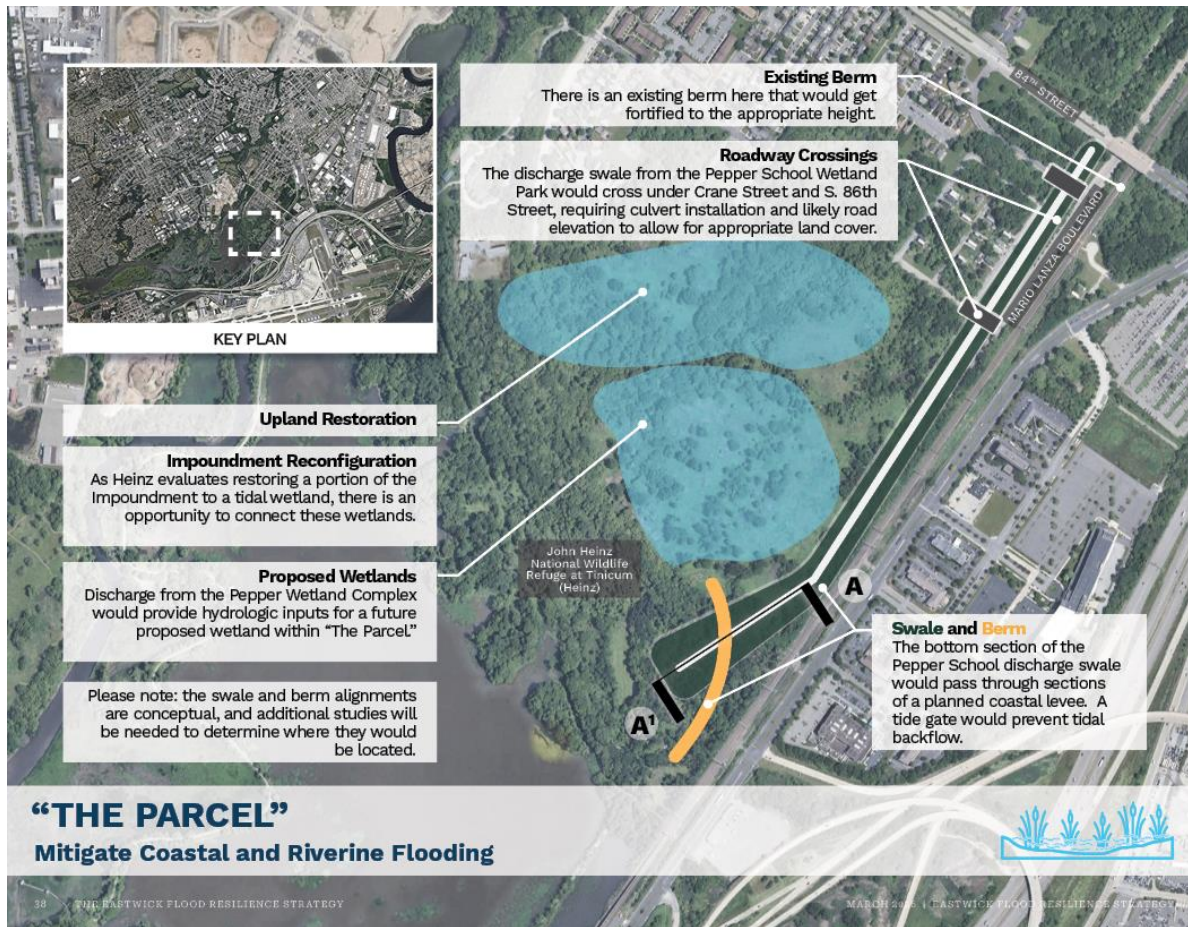 KEY PLAN
Existing Berm
There is an existing berm here that would get
fortified to the appropriate height.
Roadway Crossings
The discharge swale from the Pepper School Wetland
Park would cross under Crane Street and S. 86th
Street, requiring culvert installation and likely road
elevation to allow for appropriate land cover.
84TH STREET
MARIO LANZA BOULEVARD
Upland Restoration
Impoundment Reconfiguration
As Heinz evaluates restoring a portion of the
Impoundment to a tidal wetland, there is an
opportunity to connect these wetlands.
Proposed Wetlands
Discharge from the Pepper Wetland Complex
would provide hydrologic inputs for a future
proposed wetland within “The Parcel.”
Please note: the swale and berm alignments
are conceptual, and additional studies will
be needed to determine where they would
be located.
John Heinz
National Wildlife
Refuge at Tinicum
(Heinz)
A
A¹
Swale and Berm
The bottom section of the
Pepper School discharge swale
would pass through sections
of a planned coastal levee. A
tide gate would prevent tidal
backflow.
“THE PARCEL”
Mitigate Coastal and Riverine Flooding
38 THE EASTWICK FLOOD RESILIENCE STRATEGY
MARCH | EASTWICK FLOOD RESILIENCE STRATEGY